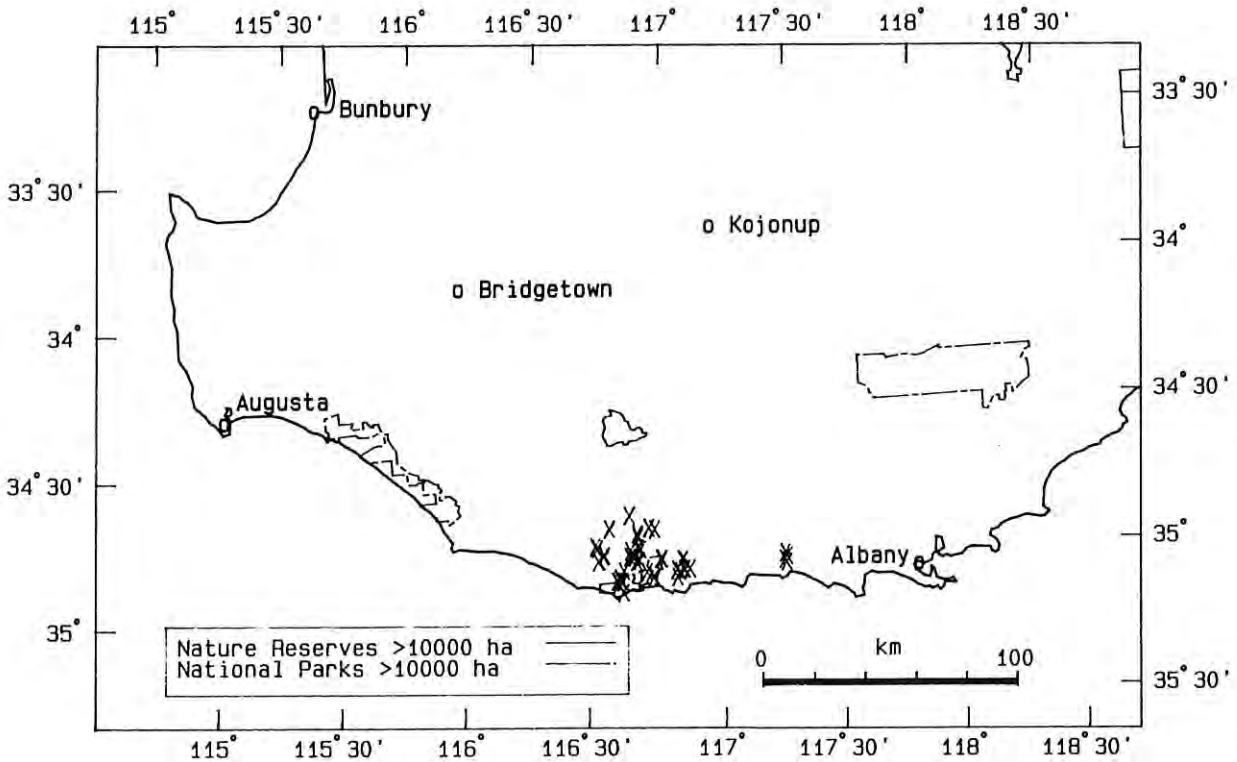 115° 115° 30' 116° 116° 30' 117° 117° 30' 118° 118° 30'
33° 30'
Bunbury
33° 30'
Kojonup
34°
Bridgetown
34°
34° 30'
Augusta
34° 30'
35°
Albany
35°
Nature Reserves >10000 ha
National Parks >10000 ha
km
0 100
35° 30'
115° 115° 30' 116° 116° 30' 117° 117° 30' 118° 118° 30'